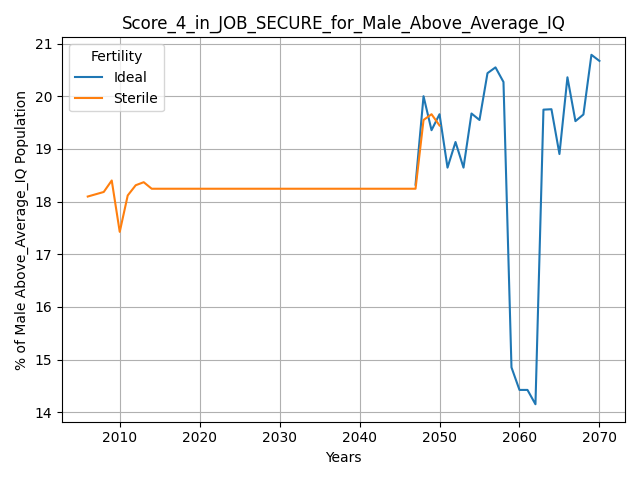 Score_4_in_JOB_SECURE_for_Male_Above_Average_IQ
% of Male Above_Average_IQ Population
21
20
19
18
17
16
15
14
Fertility
Ideal
Sterile
2010 2020 2030 2040 2050 2060 2070
Years